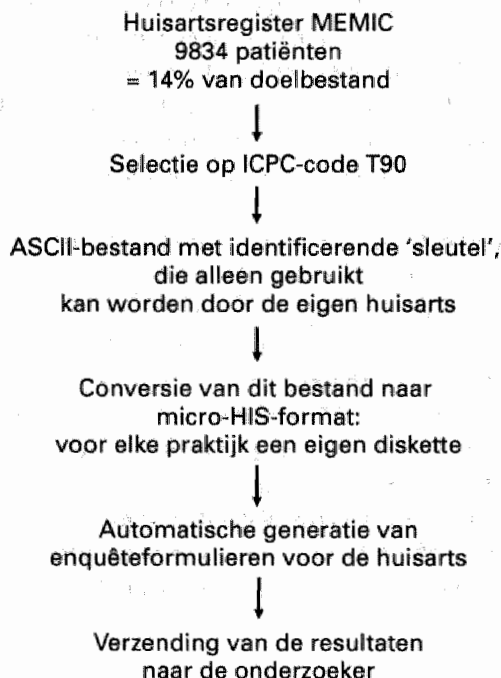 Huisartsregister MEMIC
9834 patiënten
= 14% van doelbestand
Selectie op ICPC-code T90
ASCII-bestand met identificerende 'sleutel',
die alleen gebruikt
kan worden door de eigen huisarts
Conversie van dit bestand naar
micro-HIS-format:
voor elke praktijk een eigen diskette
Automatische generatie van
enquêteformulieren voor de huisarts
Verzending van de resultaten
naar de onderzoeker